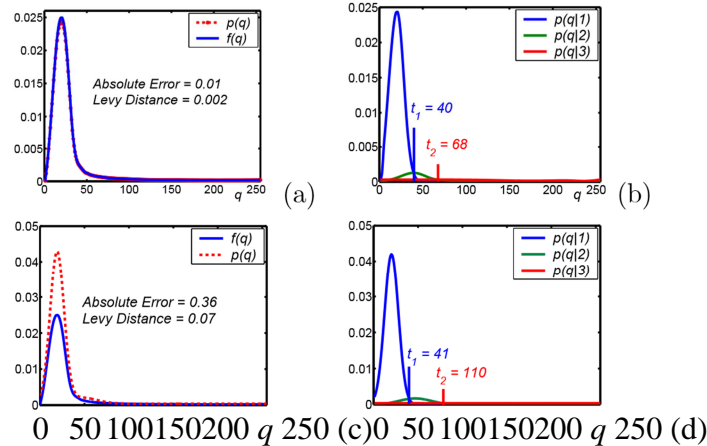 0.025
0.02
0.015
0.01
0.005
0
0 50 100 150 200 q 250
p(q)
f(q)
Absolute Error = 0.01
Levy Distance = 0.002
(a)
0.025
0.02
0.015
0.01
0.005
0
0 50 100 150 200 q 250
p(q|1)
p(q|2)
p(q|3)
t1 = 40
t2 = 68
(b)
0.05
0.04
0.03
0.02
0.01
0
f(q)
p(q)
Absolute Error = 0.36
Levy Distance = 0.07
0.05
0.04
0.03
0.02
0.01
0
p(q|1)
p(q|2)
p(q|3)
t1 = 41
t2 = 110
0 50 100150200 q 250 (c)0 50 100150200 q 250 (d)